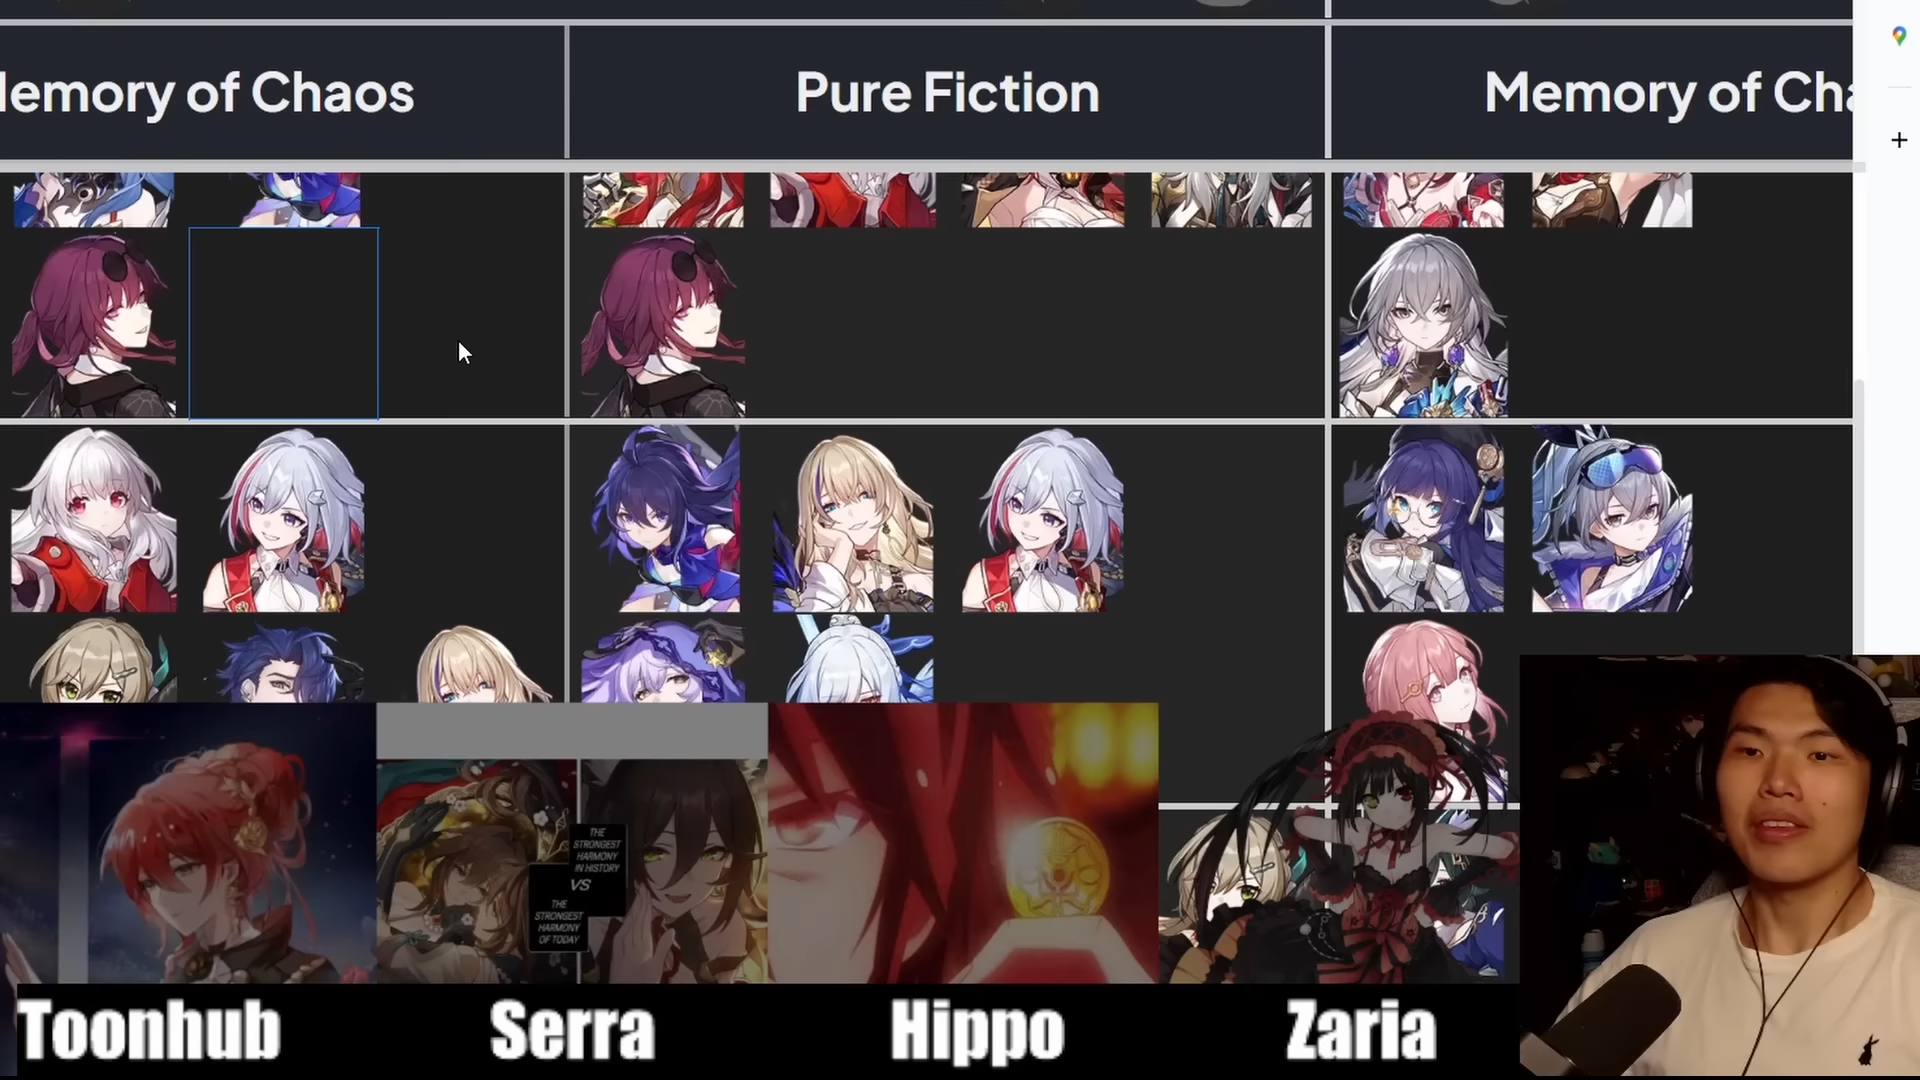 Memory of Chaos
Pure Fiction
Memory of Cha
THE
STRONGEST
HARMONY
IN HISTORY
VS
THE
STRONGEST
HARMONY
OF TODAY
Toonhub
Serra
Hippo
Zaria